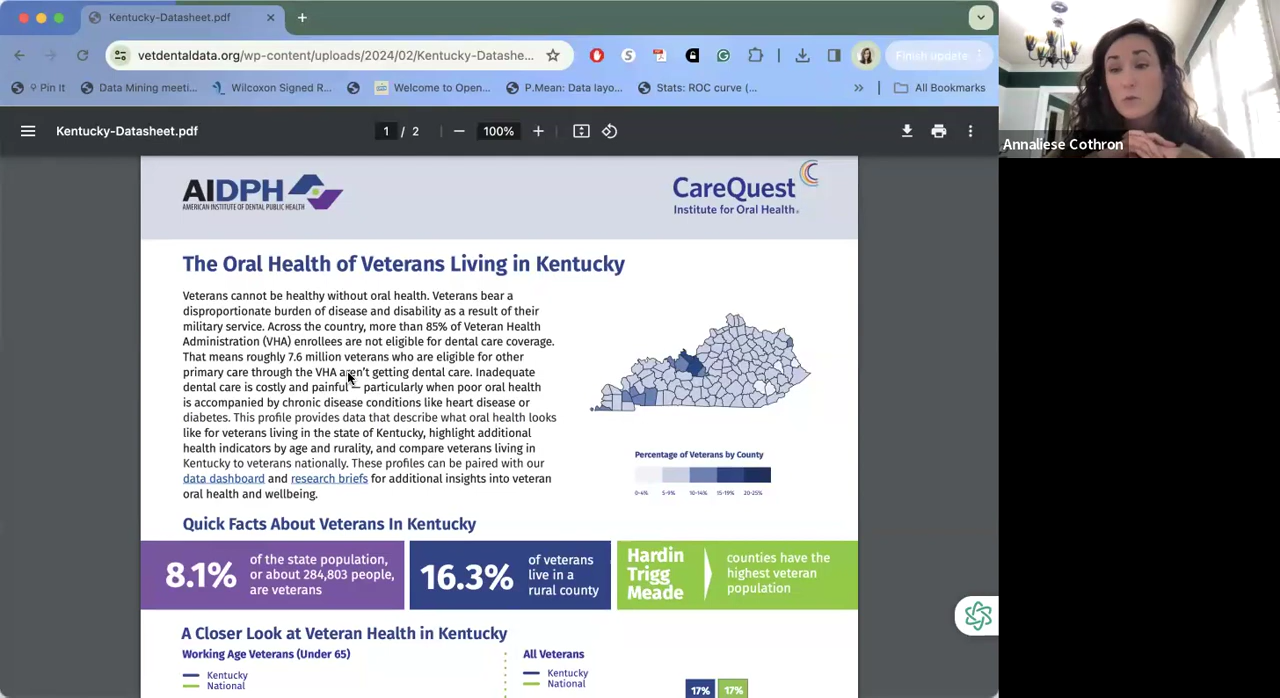 Kentucky-Datasheet.pdf
vetdentaldata.org/wp-content/uploads/2024/02/Kentucky-Datashe...
Finish update
Pin It
Data Mining meeti...
Wilcoxon Signed R...
Welcome to Open...
P.Mean: Data layo...
Stats: ROC curve (...
»
All Bookmarks
Kentucky-Datasheet.pdf
1 / 2
100%
Annaliese Cothron
AIDPH
AMERICAN INSTITUTE OF DENTAL PUBLIC HEALTH
CareQuest
Institute for Oral Health.
The Oral Health of Veterans Living in Kentucky
Veterans cannot be healthy without oral health. Veterans bear a
disproportionate burden of disease and disability as a result of their
military service. Across the country, more than 85% of Veteran Health
Administration (VHA) enrollees are not eligible for dental care coverage.
That means roughly 7.6 million veterans who are eligible for other
primary care through the VHA aren't getting dental care. Inadequate
dental care is costly and painful – particularly when poor oral health
is accompanied by chronic disease conditions like heart disease or
diabetes. This profile provides data that describe what oral health looks
like for veterans living in the state of Kentucky, highlight additional
health indicators by age and rurality, and compare veterans living in
Kentucky to veterans nationally. These profiles can be paired with our
data dashboard and research briefs for additional insights into veteran
oral health and wellbeing.
Percentage of Veterans by County
0-4% 5-9% 10-14% 15-19% 20-25%
Quick Facts About Veterans In Kentucky
8.1%
of the state population,
or about 284,803 people,
are veterans
16.3%
of veterans
live in a
rural county
Hardin
Trigg
Meade
counties have the
highest veteran
population
A Closer Look at Veteran Health in Kentucky
Working Age Veterans (Under 65)
Kentucky
National
All Veterans
Kentucky
National
17% 17%